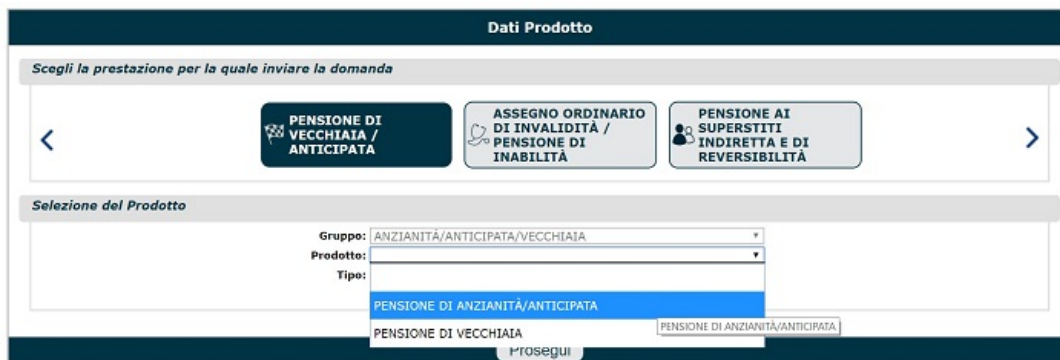 Dati Prodotto
Scegli la prestazione per la quale inviare la domanda
PENSIONE DI
VECCHIAIA /
ANTICIPATA
ASSEGNO ORDINARIO
DI INVALIDITÀ /
PENSIONE DI
INABILITÀ
PENSIONE AI
SUPERSTITI
INDIRETTA E DI
REVERSIBILITÀ
Selezione del Prodotto
Gruppo: ANZIANITÀ/ANTICIPATA/VECCHIAIA
Prodotto:
Tipo:
PENSIONE DI ANZIANITÀ/ANTICIPATA
PENSIONE DI VECCHIAIA
PENSIONE DI ANZIANITÀ/ANTICIPATA
Prosegui